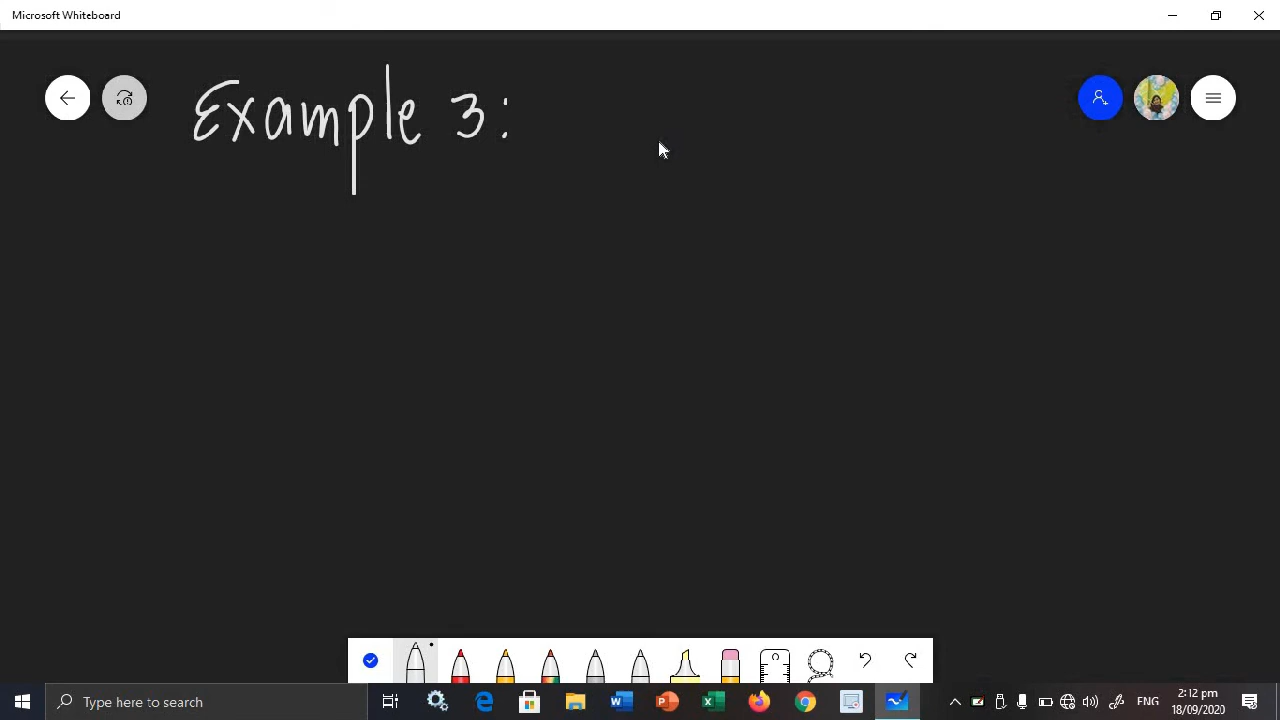 Microsoft Whiteboard
Example 3:
Type here to search
ENG
2:12 pm
18/09/2020